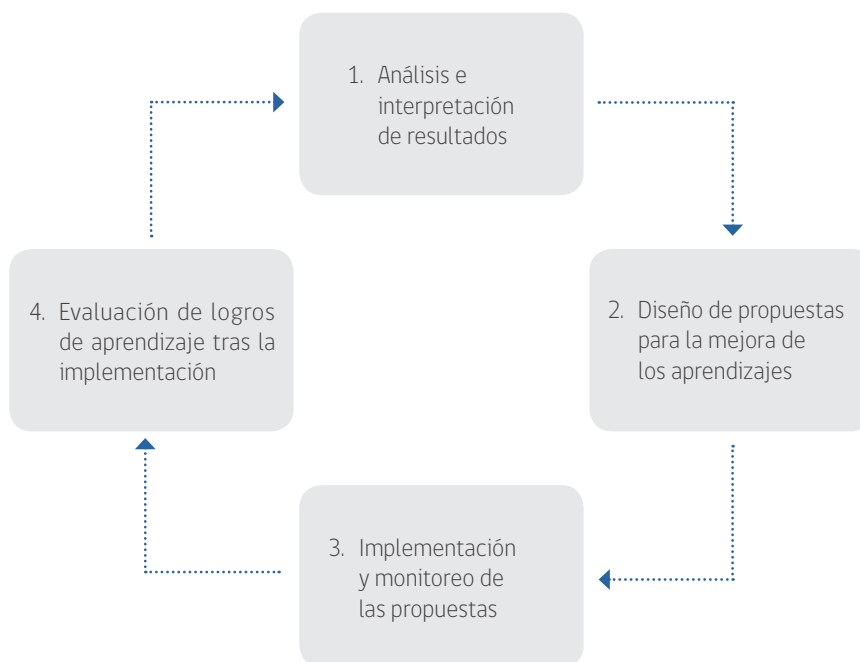 1. Análisis e
interpretación
de resultados
2. Diseño de propuestas
para la mejora de
los aprendizajes
3. Implementación
y monitoreo de
las propuestas
4. Evaluación de logros
de aprendizaje tras la
implementación